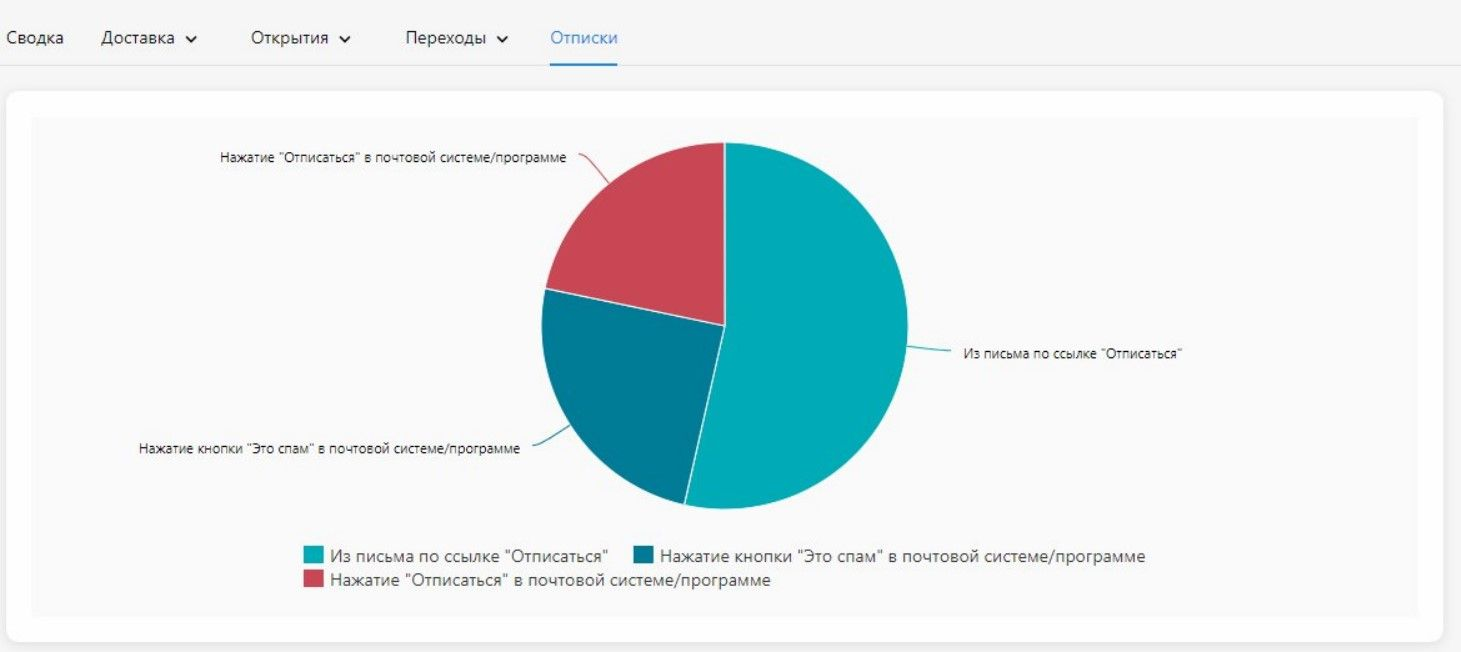 Сводка Доставка Открытия Переходы Отписки
Нажатие "Отписаться" в почтовой системе/программе
Из письма по ссылке "Отписаться"
Нажатие кнопки "Это спам" в почтовой системе/программе
Из письма по ссылке "Отписаться" Нажатие кнопки "Это спам" в почтовой системе/программе
Нажатие "Отписаться" в почтовой системе/программе